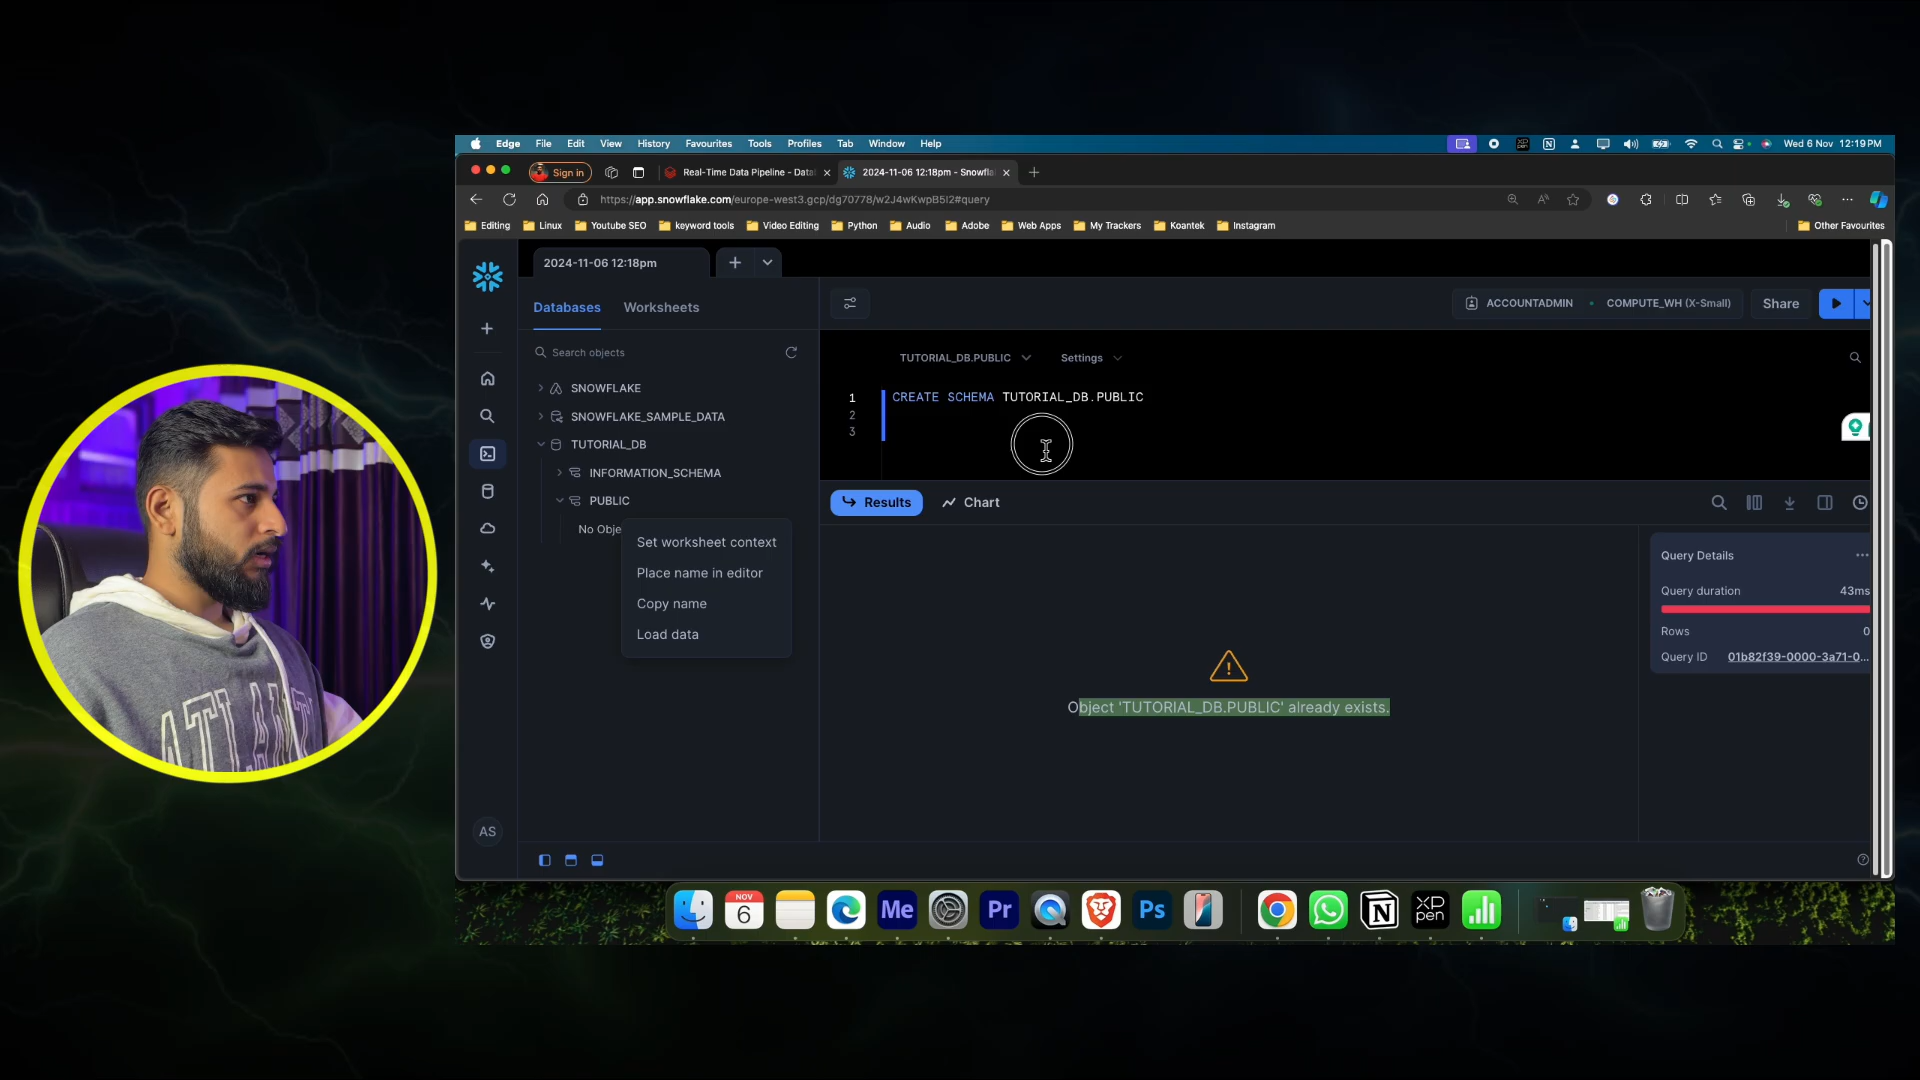 Edge File Edit View History Favourites Tools Profiles Tab Window Help
Wed 6 Nov 12:19PM
Sign in
Real-Time Data Pipeline - Datab
2024-11-06 12:18pm - Snowfla
https://app.snowflake.com/europe-west3.gcp/dg70778/w2J4wKwpB5I2#query
Editing Linux Youtube SEO keyword tools Video Editing Python Audio Adobe Web Apps My Trackers Koantek Instagram Other Favourites
2024-11-06 12:18pm
Databases Worksheets
ACCOUNTADMIN COMPUTE_WH (X-Small) Share
Search objects
TUTORIAL_DB.PUBLIC Settings
SNOWFLAKE
SNOWFLAKE_SAMPLE_DATA
TUTORIAL_DB
INFORMATION_SCHEMA
PUBLIC
No Obje
Set worksheet context
Place name in editor
Copy name
Load data
1 CREATE SCHEMA TUTORIAL_DB.PUBLIC
2
3
Results Chart
Object 'TUTORIAL_DB.PUBLIC' already exists.
Query Details ...
Query duration 43ms
Rows 0
Query ID 01b82f39-0000-3a71-0...
AS
NOV
6
Me
Pr
Ps
N
XP
pen
ATLANT